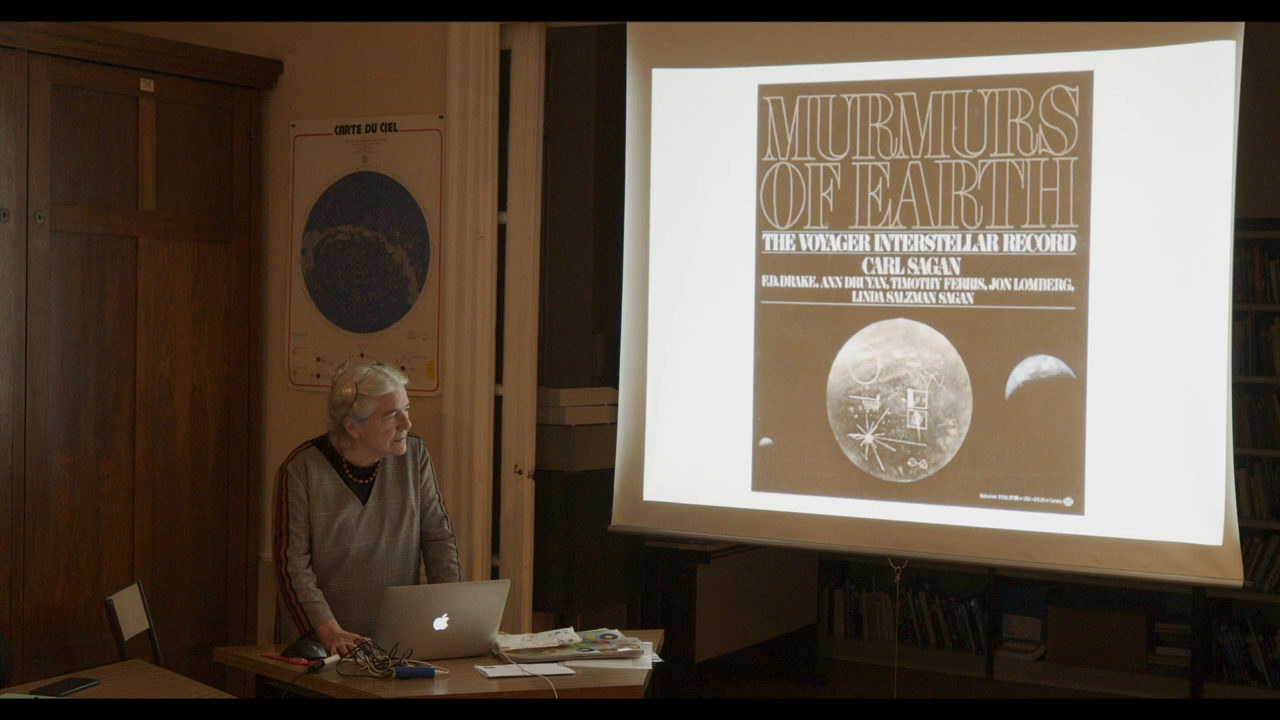 CARTE DU CIEL
MURMURS
OF EARTH
THE VOYAGER INTERSTELLAR RECORD
CARL SAGAN
F.D. DRAKE, ANN DRUYAN, TIMOTHY FERRIS, JON LOMBERG,
LINDA SALZMAN SAGAN